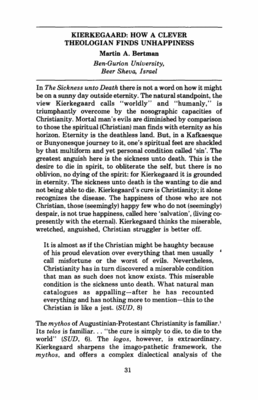 KIERKEGAARD: HOW A CLEVER
THEOLOGIAN FINDS UNHAPPINESS
Martin A. Bertman
Ben-Gurion University,
Beer Sheva, Israel
In The Sickness unto Death there is not a word on how it might
be on a sunny day outside eternity. The natural standpoint, the
view Kierkegaard calls "worldly" and "humanly," is
triumphantly overcome by the nosographic capacities of
Christianity. Mortal man's evils are diminished by comparison
to those the spiritual (Christian) man finds with eternity as his
horizon. Eternity is the deathless land. But, in a Kafkaesque
or Bunyonesque journey to it, one's spiritual feet are shackled
by that multiform and yet personal condition called 'sin'. The
greatest anguish here is the sickness unto death. This is the
desire to die in spirit, to obliterate the self, but there is no
oblivion, no dying of the spirit: for Kierkegaard it is grounded
in eternity. The sickness unto death is the wanting to die and
not being able to die. Kierkegaard's cure is Christianity; it alone
recognizes the disease. The happiness of those who are not
Christian, those (seemingly) happy few who do not (seemingly)
despair, is not true happiness, called here 'salvation', (living co-
presently with the eternal). Kierkegaard thinks the miserable,
wretched, anguished, Christian struggler is better off.
It is almost as if the Christian might be haughty because
of his proud elevation over everything that men usually
call misfortune or the worst of evils. Nevertheless,
Christianity has in turn discovered a miserable condition
that man as such does not know exists. This miserable
condition is the sickness unto death. What natural man
catalogues as appalling—after he has recounted
everything and has nothing more to mention—this to the
Christian is like a jest. (SUD, 8)
The mythos of Augustinian-Protestant Christianity is familiar.¹
Its telos is familiar. . . "the cure is simply to die, to die to the
world" (SUD, 6). The logos, however, is extraordinary.
Kierkegaard sharpens the imago-pathetic framework, the
mythos, and offers a complex dialectical analysis of the
31